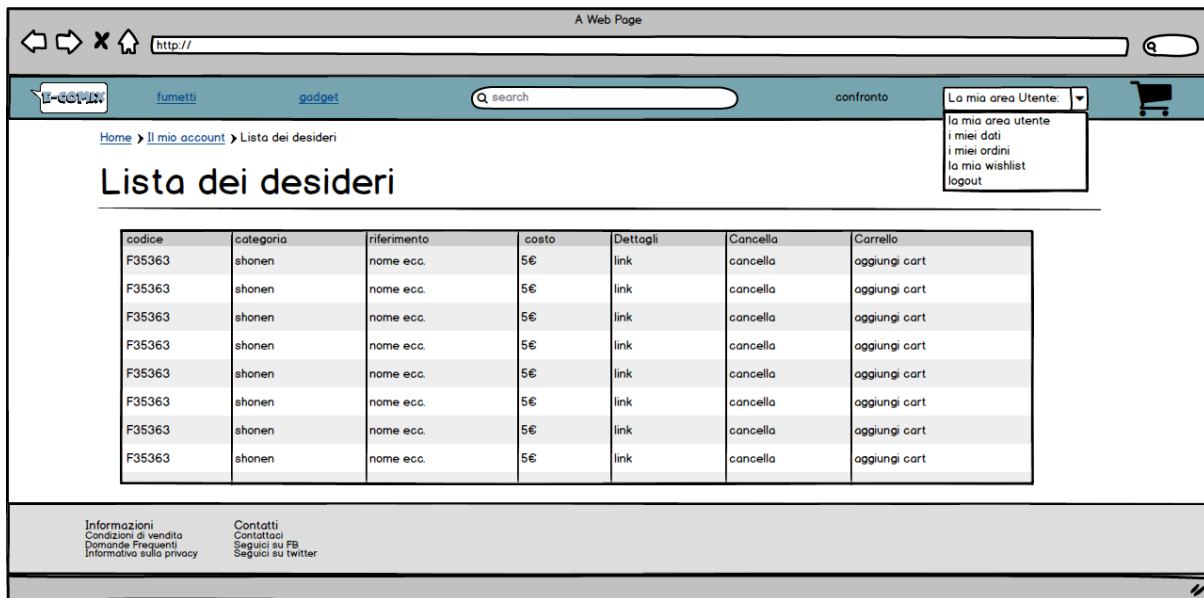 A Web Page
http://
E-COMIX fumetti gadget search confronto La mia area Utente:
la mia area utente
i miei dati
i miei ordini
la mia wishlist
logout
Home Il mio account Lista dei desideri
Lista dei desideri
codice categoria riferimento costo Dettagli Cancella Carrello
F35363 shonen nome ecc. 5€ link cancella aggiungi cart
F35363 shonen nome ecc. 5€ link cancella aggiungi cart
F35363 shonen nome ecc. 5€ link cancella aggiungi cart
F35363 shonen nome ecc. 5€ link cancella aggiungi cart
F35363 shonen nome ecc. 5€ link cancella aggiungi cart
F35363 shonen nome ecc. 5€ link cancella aggiungi cart
F35363 shonen nome ecc. 5€ link cancella aggiungi cart
F35363 shonen nome ecc. 5€ link cancella aggiungi cart
Informazioni
Condizioni di vendita
Domande Frequenti
Informativa sulla privacy
Contatti
Contattaci
Seguici su FB
Seguici su twitter